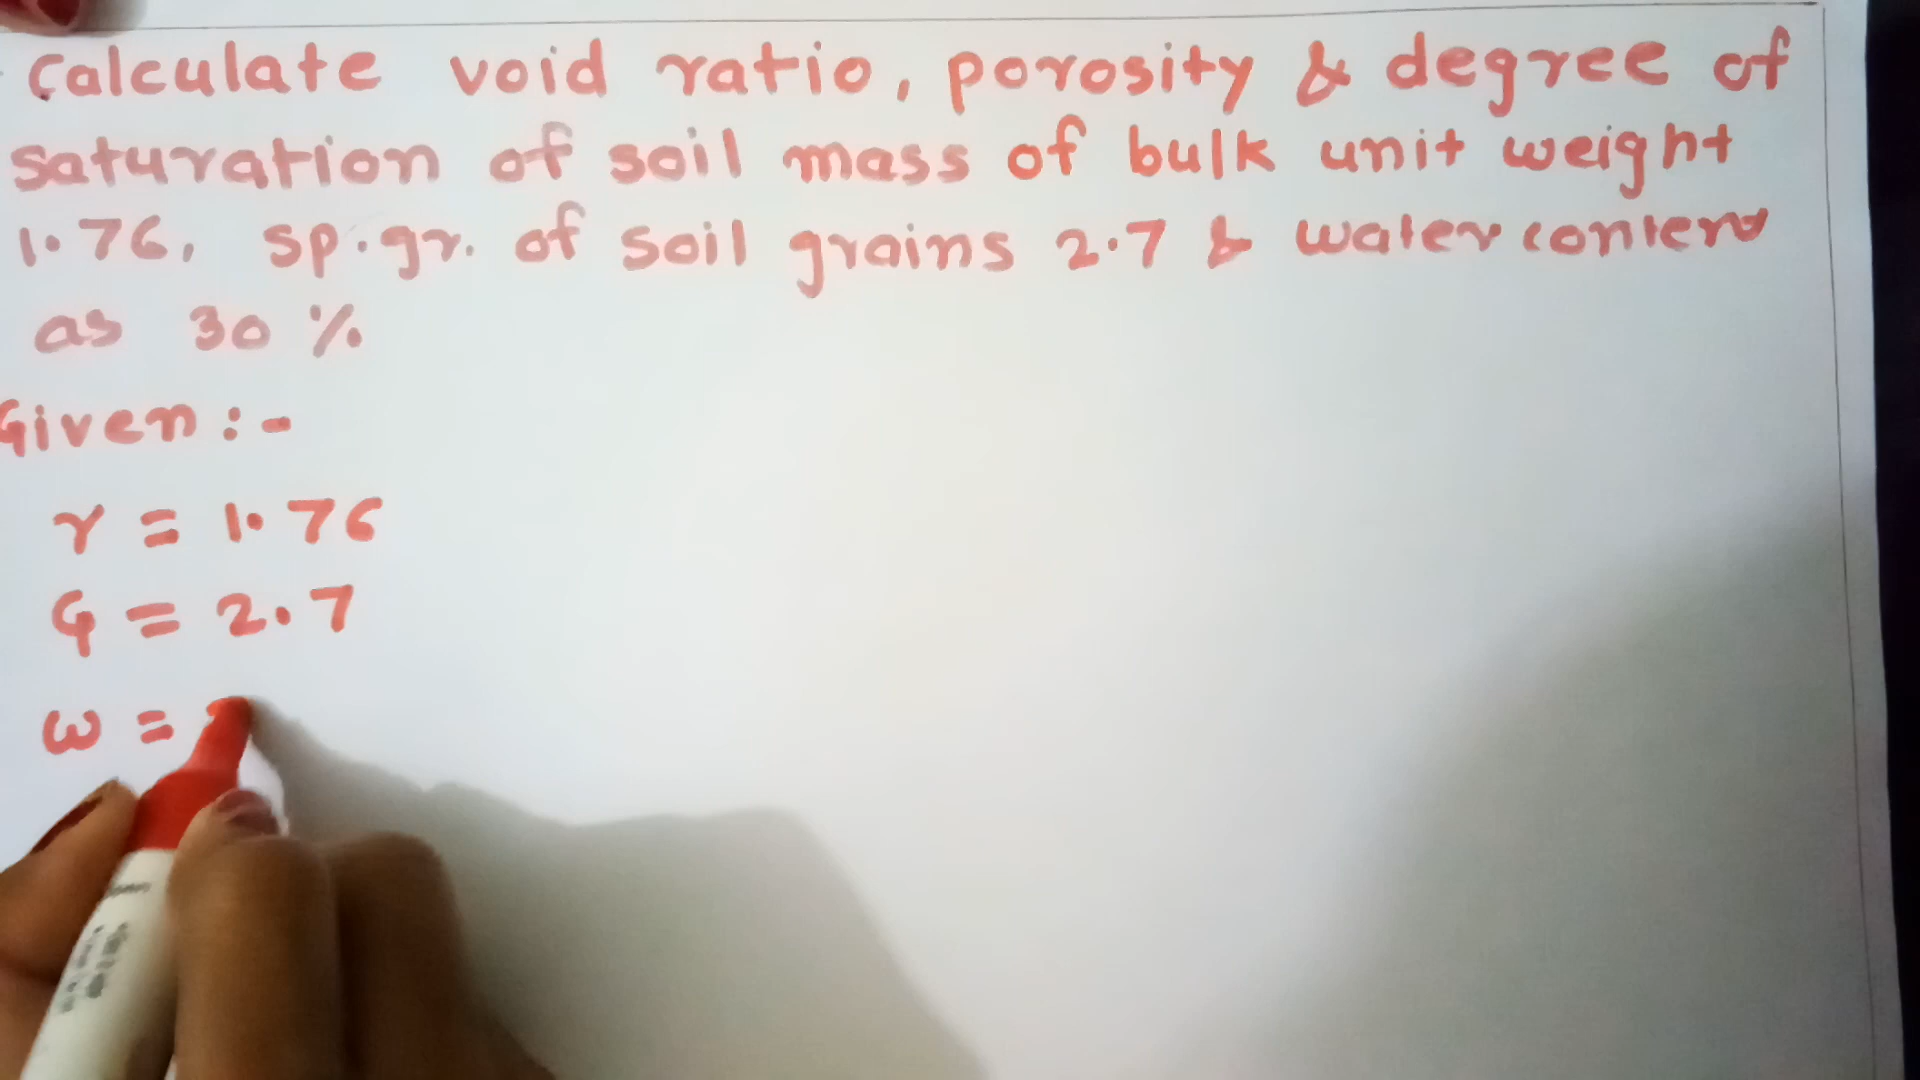 Calculate void ratio, porosity & degree of
saturation of soil mass of bulk unit weight
1.76, sp.gr. of soil grains 2.7 & water content
as 30 %
Given :-
γ = 1.76
G = 2.7
ω =